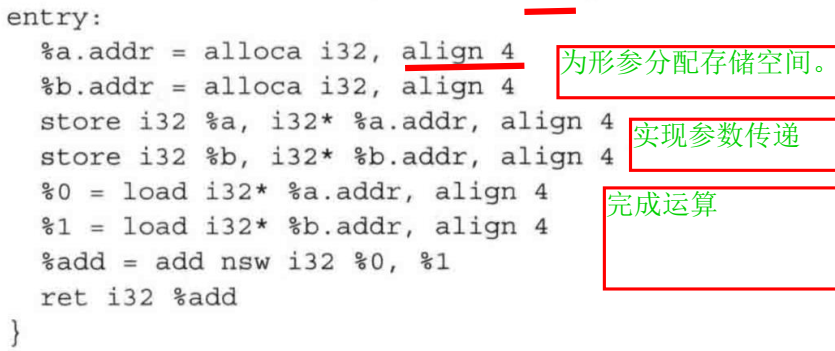 entry:
%a.addr = alloca i32, align 4
%b.addr = alloca i32, align 4
为形参分配存储空间。
store i32 %a, i32* %a.addr, align 4
store i32 %b, i32* %b.addr, align 4
实现参数传递
%0 = load i32* %a.addr, align 4
%1 = load i32* %b.addr, align 4
%add = add nsw i32 %0, %1
ret i32 %add
完成运算
}